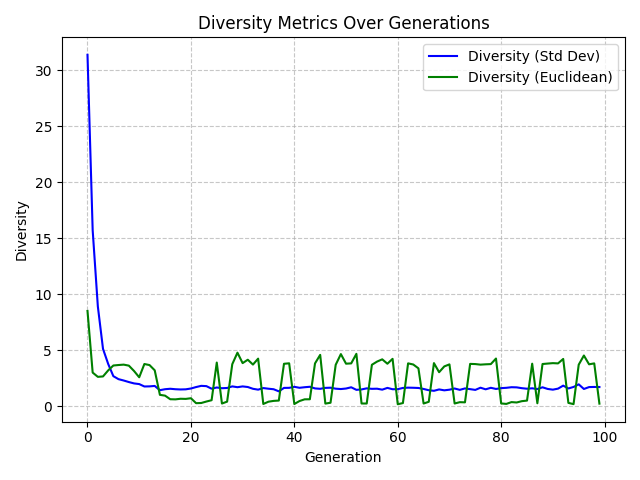 Diversity Metrics Over Generations
Diversity (Std Dev)
Diversity (Euclidean)
Diversity
30
25
20
15
10
5
0
0 20 40 60 80 100
Generation